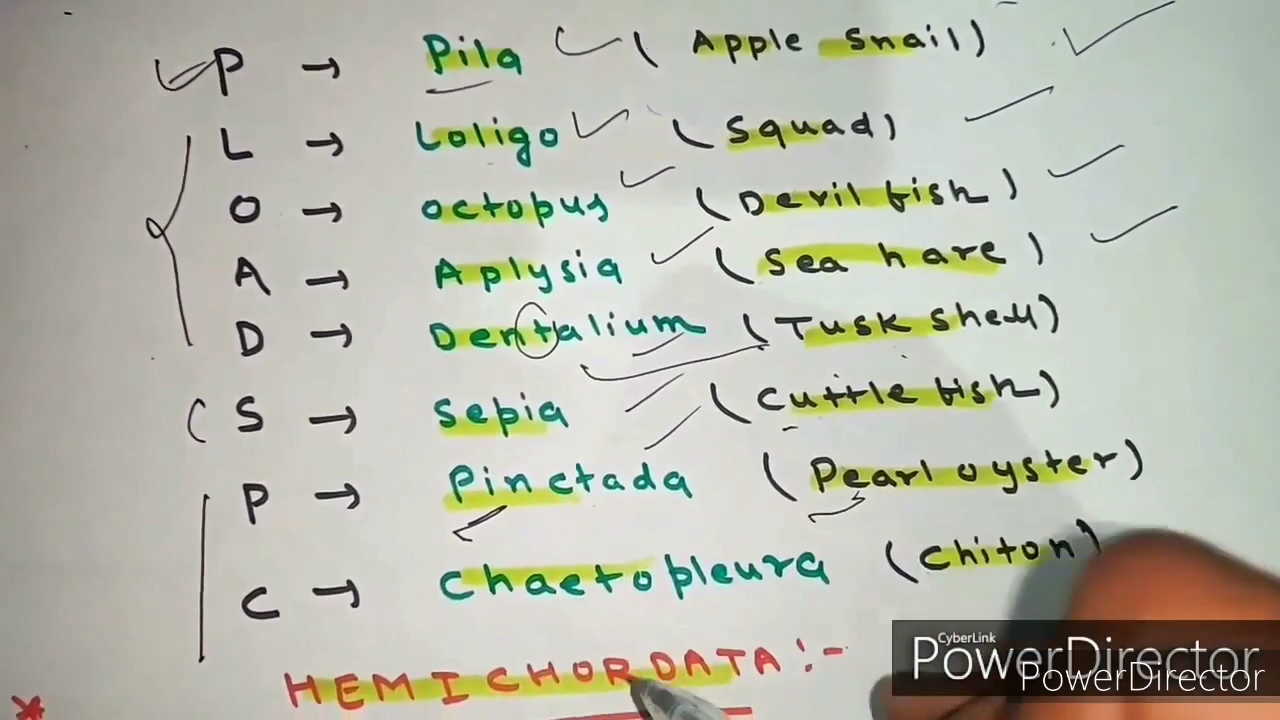 P → Pila (Apple snail)
L → Loligo (Squad)
O → Octopus (Devil fish)
A → Aplysia (Sea hare)
D → Dentalium (Tusk shell)
S → Sepia (Cuttle fish)
P → Pinctada (Pearl oyster)
C → Chaetopleura (Chiton)
* HEMICHORDATA :-
CyberLink
PowerDirector
PowerDirector